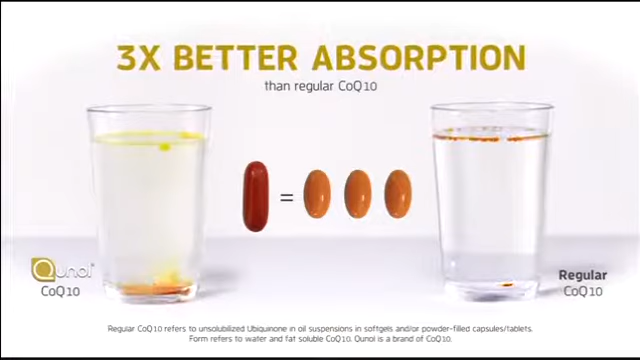 3X BETTER ABSORPTION
than regular CoQ10
=
Qunol
CoQ10
Regular
CoQ10
Regular CoQ10 refers to unsolubilized Ubiquinone in oil suspensions in softgels and/or powder-filled capsules/tablets.
Form refers to water and fat soluble CoQ10. Qunol is a brand of CoQ10.